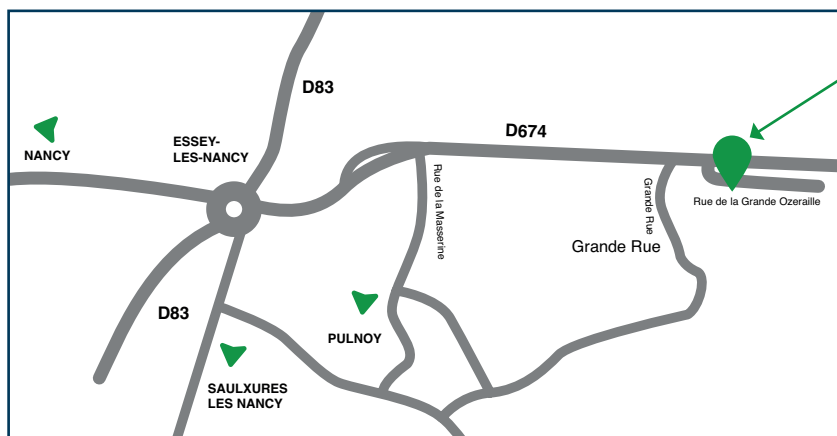 D83
D674
NANCY
ESSEY-
LES-NANCY
Rue de la Masserine
Grande Rue
Rue de la Grande Ozeraille
Grande Rue
D83
PULNOY
SAULXURES
LES NANCY